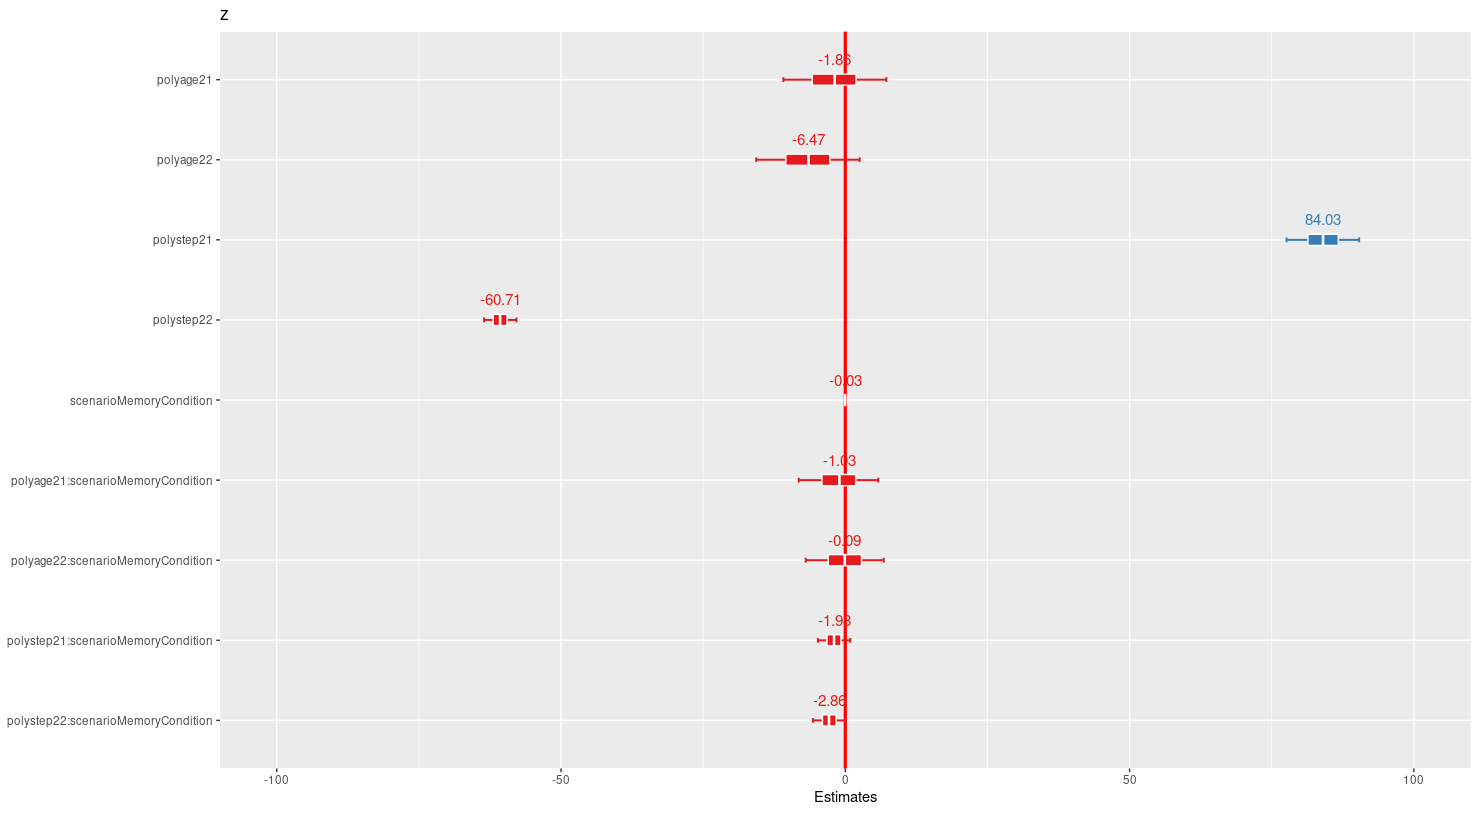 z
polyage21
-1.86
polyage22
-6.47
polystep21
84.03
polystep22
-60.71
scenarioMemoryCondition
-0.03
polyage21:scenarioMemoryCondition
-1.03
polyage22:scenarioMemoryCondition
-0.09
polystep21:scenarioMemoryCondition
-1.93
polystep22:scenarioMemoryCondition
-2.86
-100 -50 0 50 100
Estimates